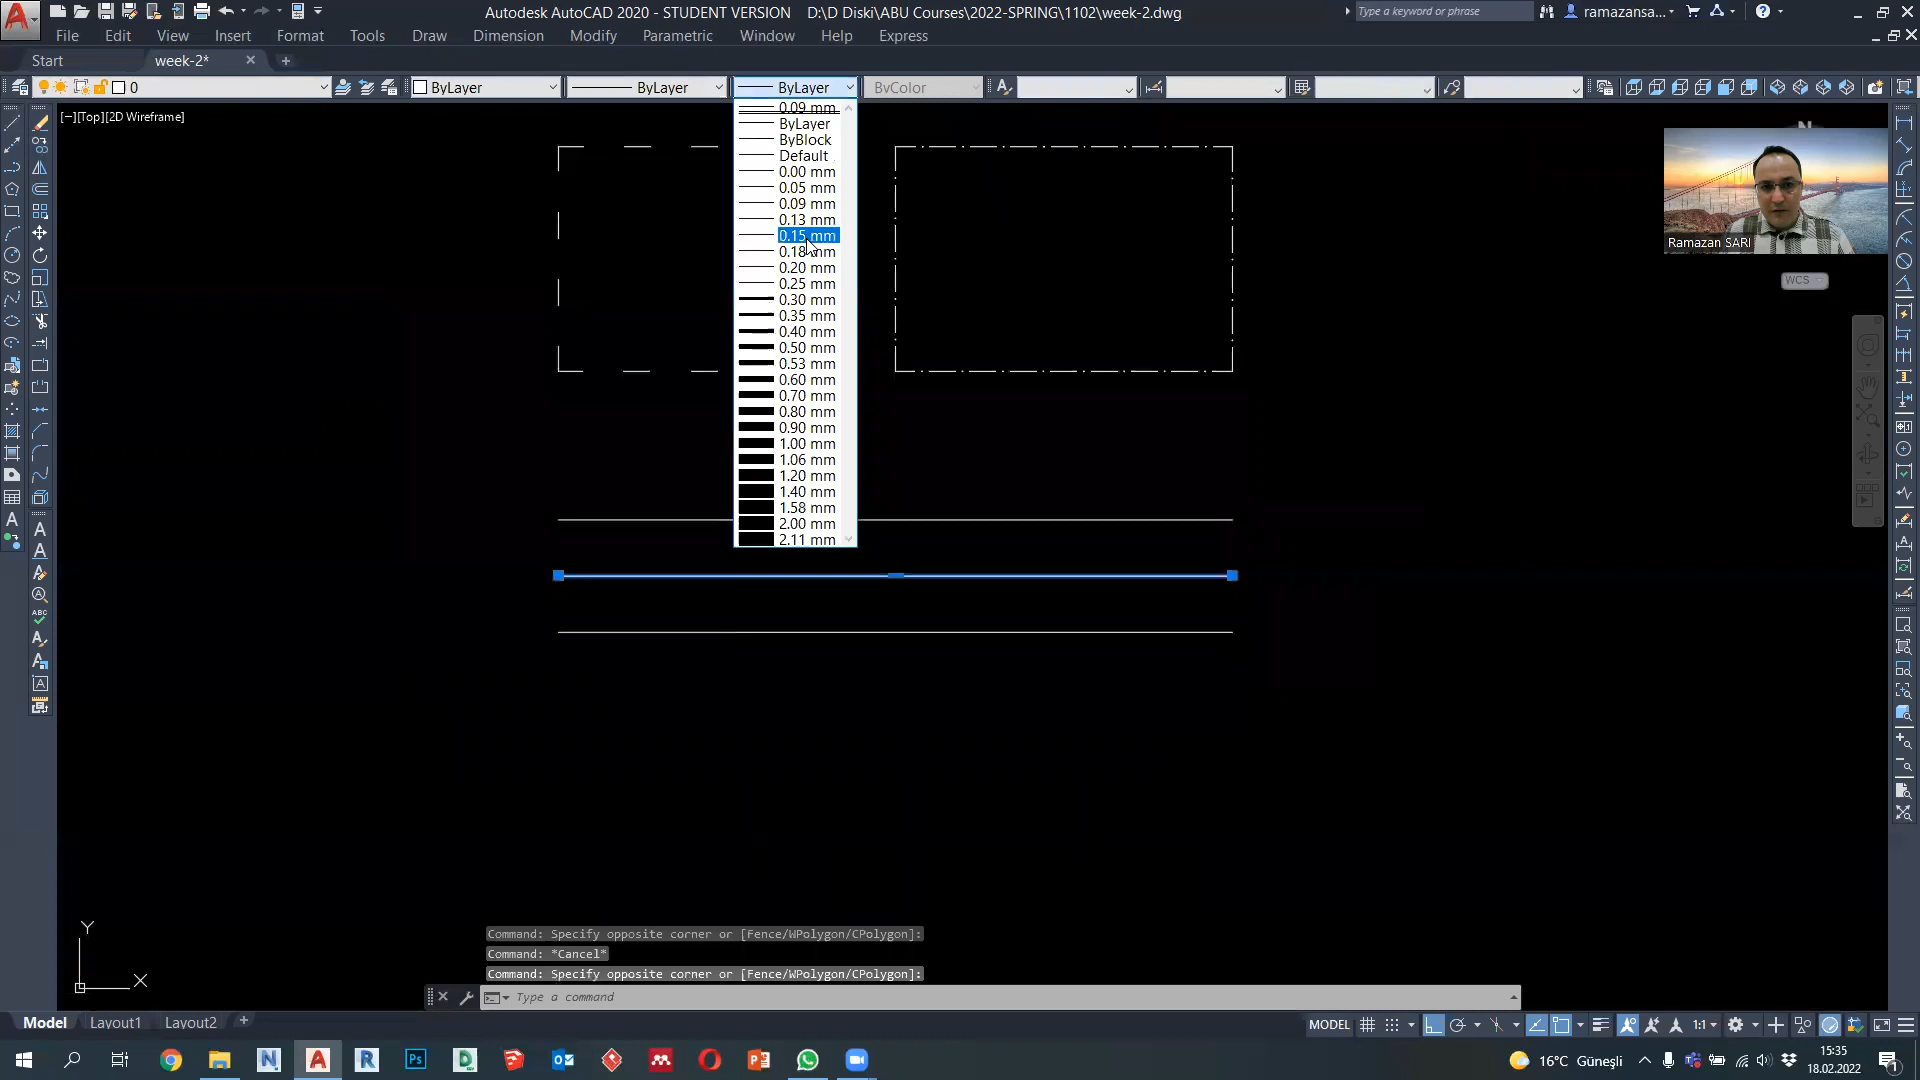 Autodesk AutoCAD 2020 - STUDENT VERSION D:\D Diski\ABU Courses\2022-SPRING\1102\week-2.dwg
Type a keyword or phrase
ramazansa...
File Edit View Insert Format Tools Draw Dimension Modify Parametric Window Help Express
Start week-2*
0 ByLayer ByLayer ByLayer ByColor
[−][Top][2D Wireframe]
0.09 mm
ByLayer
ByBlock
Default
0.00 mm
0.05 mm
0.09 mm
0.13 mm
0.15 mm
0.18 mm
0.20 mm
0.25 mm
0.30 mm
0.35 mm
0.40 mm
0.50 mm
0.53 mm
0.60 mm
0.70 mm
0.80 mm
0.90 mm
1.00 mm
1.06 mm
1.20 mm
1.40 mm
1.58 mm
2.00 mm
2.11 mm
Ramazan SARI
WCS
ABC
Y
X
Command: Specify opposite corner or [Fence/WPolygon/CPolygon]:
Command: *Cancel*
Command: Specify opposite corner or [Fence/WPolygon/CPolygon]:
Type a command
Model Layout1 Layout2
MODEL 1:1
16°C Güneşli
15:35
18.02.2022